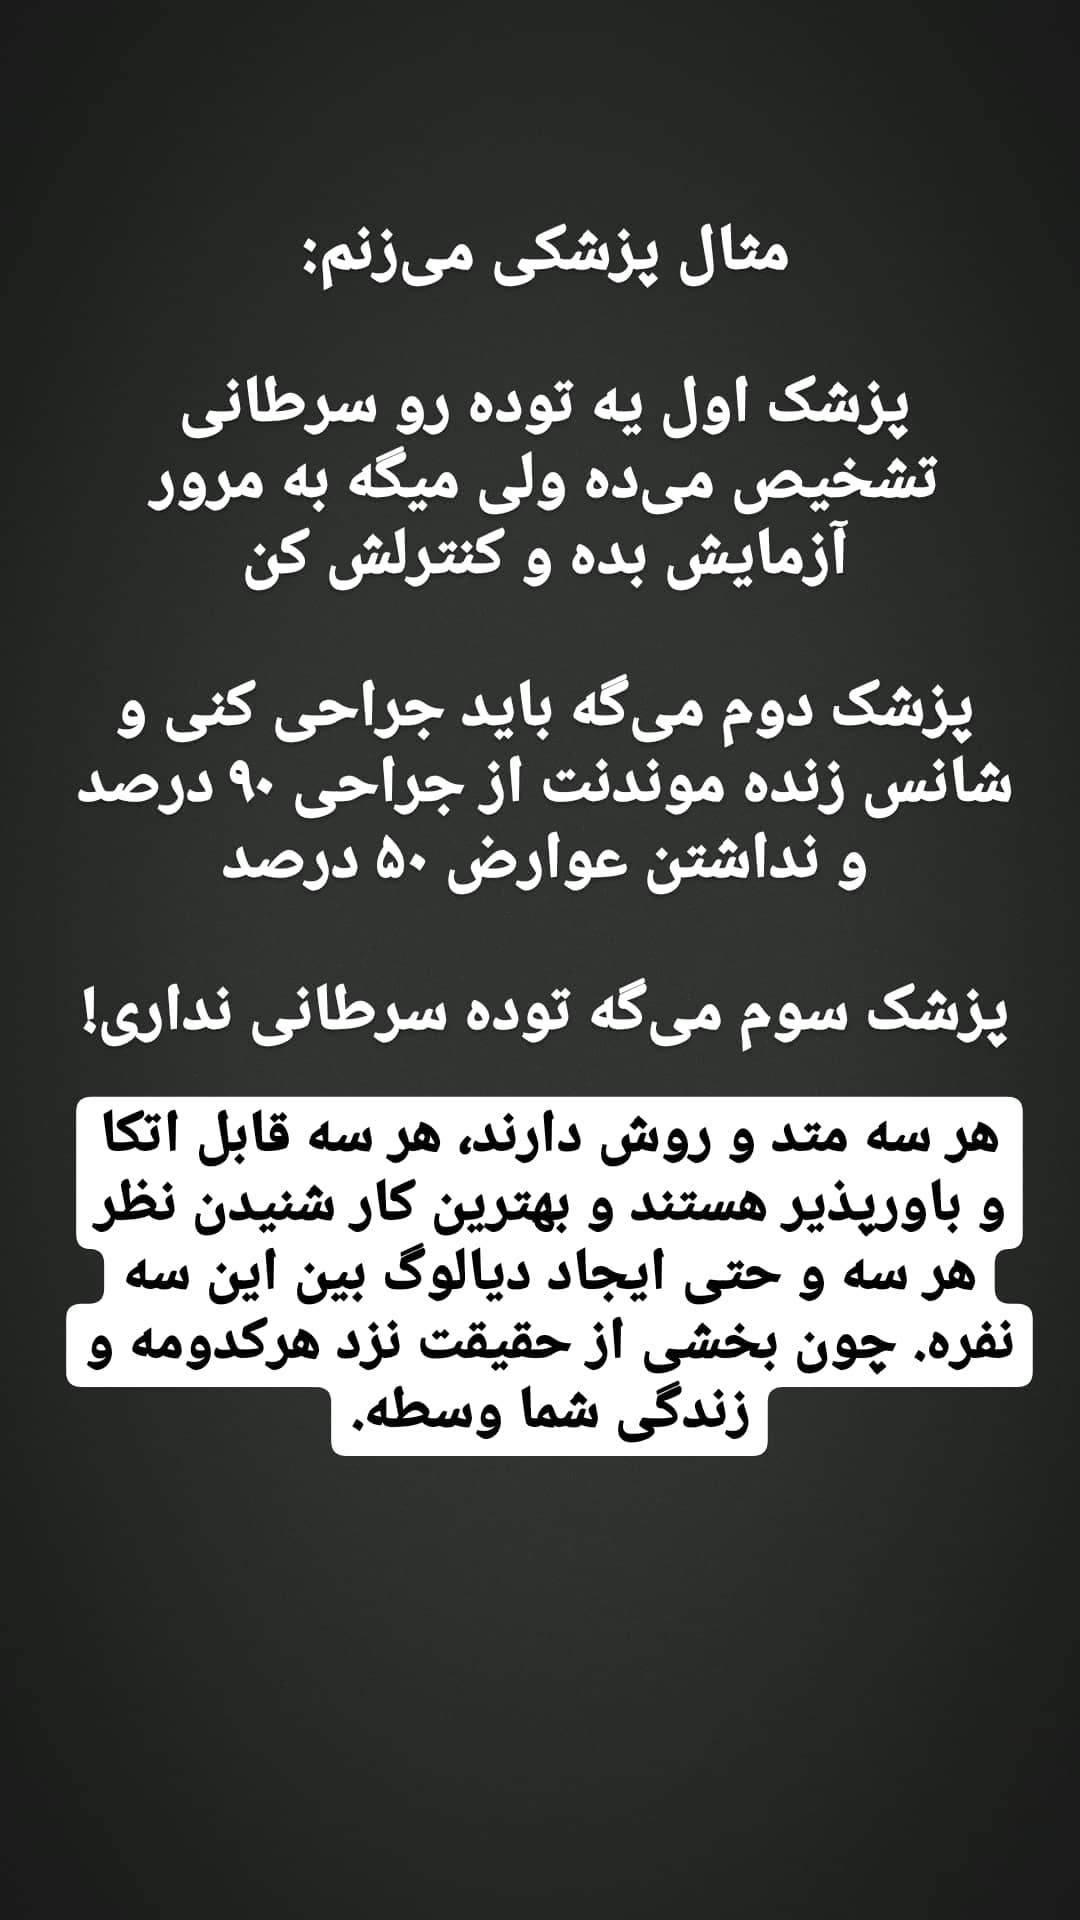 مثال پزشکی می‌زنم:
پزشک اول یه توده رو سرطانی
تشخیص می‌ده ولی میگه به مرور
آزمایش بده و کنترلش کن
پزشک دوم می‌گه باید جراحی کنی و
شانس زنده موندنت از جراحی ۹۰ درصد
و نداشتن عوارض ۵۰ درصد
پزشک سوم می‌گه توده سرطانی نداری!
هر سه متد و روش دارند، هر سه قابل اتکا
و باورپذیر هستند و بهترین کار شنیدن نظر
هر سه و حتی ایجاد دیالوگ بین این سه
نفره. چون بخشی از حقیقت نزد هرکدومه و
زندگی شما وسطه.